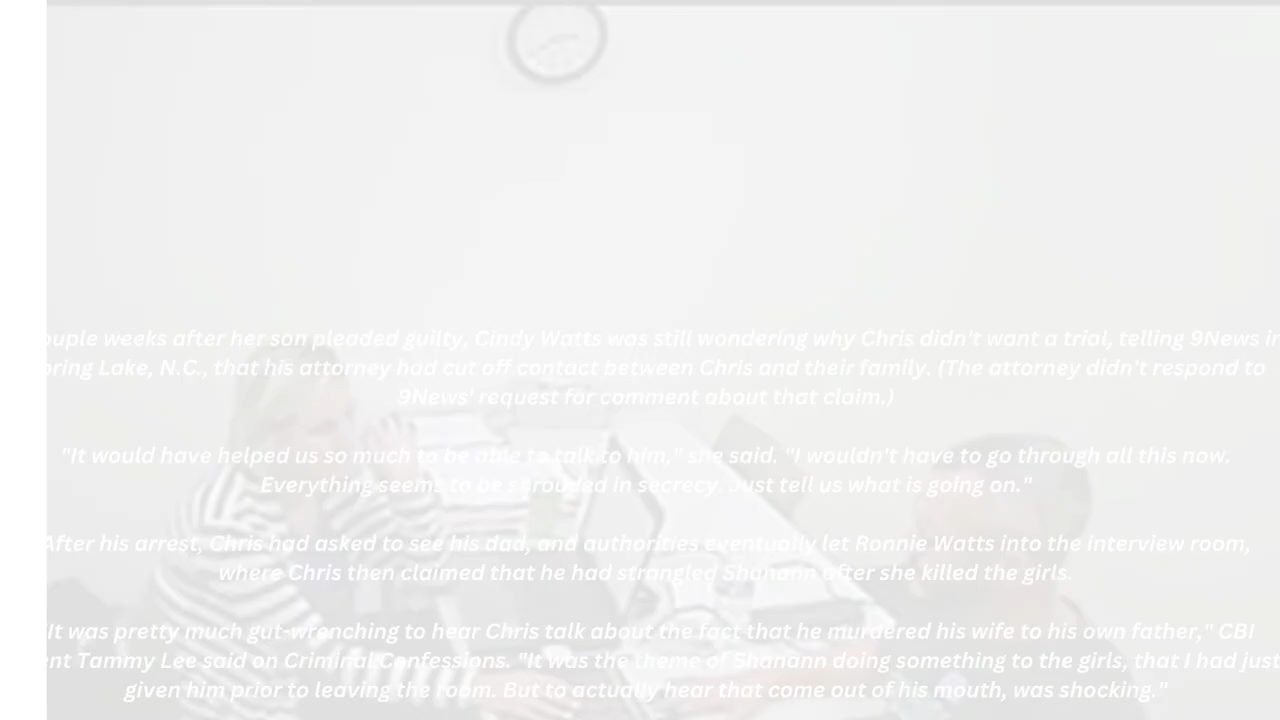 ouple weeks after her son pleaded guilty, Cindy Watts was still wondering why Chris didn't want a trial, telling 9News in
oring Lake, N.C., that his attorney had cut off contact between Chris and their family. (The attorney didn't respond to
9News' request for comment about that claim.)
"It would have helped us so much to be able to talk to him," she said. "I wouldn't have to go through all this now.
Everything seems to be shrouded in secrecy. Just tell us what is going on."
After his arrest, Chris had asked to see his dad, and authorities eventually let Ronnie Watts into the interview room,
where Chris then claimed that he had strangled Shanann after she killed the girls.
"It was pretty much gut-wrenching to hear Chris talk about the fact that he murdered his wife to his own father," CBI
ent Tammy Lee said on Criminal Confessions. "It was the theme of Shanann doing something to the girls, that I had just
given him prior to leaving the room. But to actually hear that come out of his mouth, was shocking."